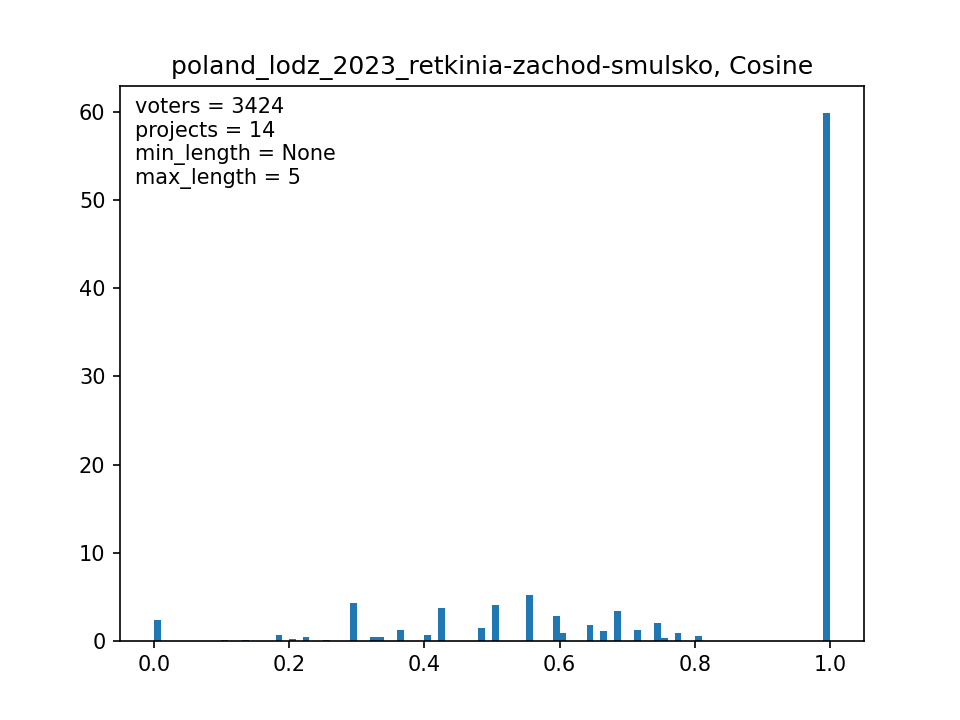 poland_lodz_2023_retkinia-zachod-smulsko, Cosine
voters = 3424
projects = 14
min_length = None
max_length = 5
60
50
40
30
20
10
0
0.0 0.2 0.4 0.6 0.8 1.0